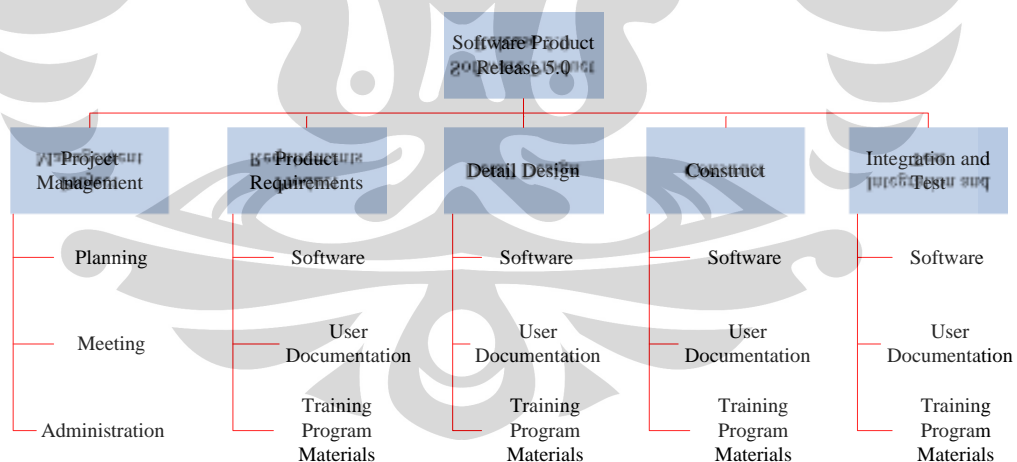 Software Product
Release 5.0
Project
Management
Product
Requirements
Detail Design
Construct
Integration and
Test
Planning
Software
Software
Software
Software
Meeting
User
Documentation
User
Documentation
User
Documentation
User
Documentation
Administration
Training
Program
Materials
Training
Program
Materials
Training
Program
Materials
Training
Program
Materials